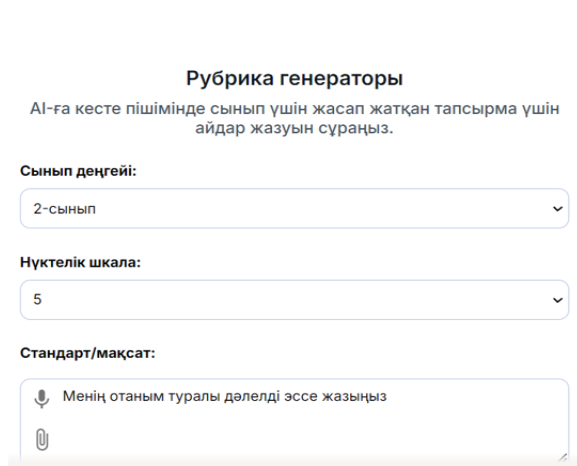 Рубрика генераторы
AI-ға кесте пішімінде сынып үшін жасап жатқан тапсырма үшін
айдар жазуын сұраңыз.
Сынып деңгейі:
2-сынып
Нүктелік шкала:
5
Стандарт/мақсат:
Менің отаным туралы дәлелді эссе жазыңыз